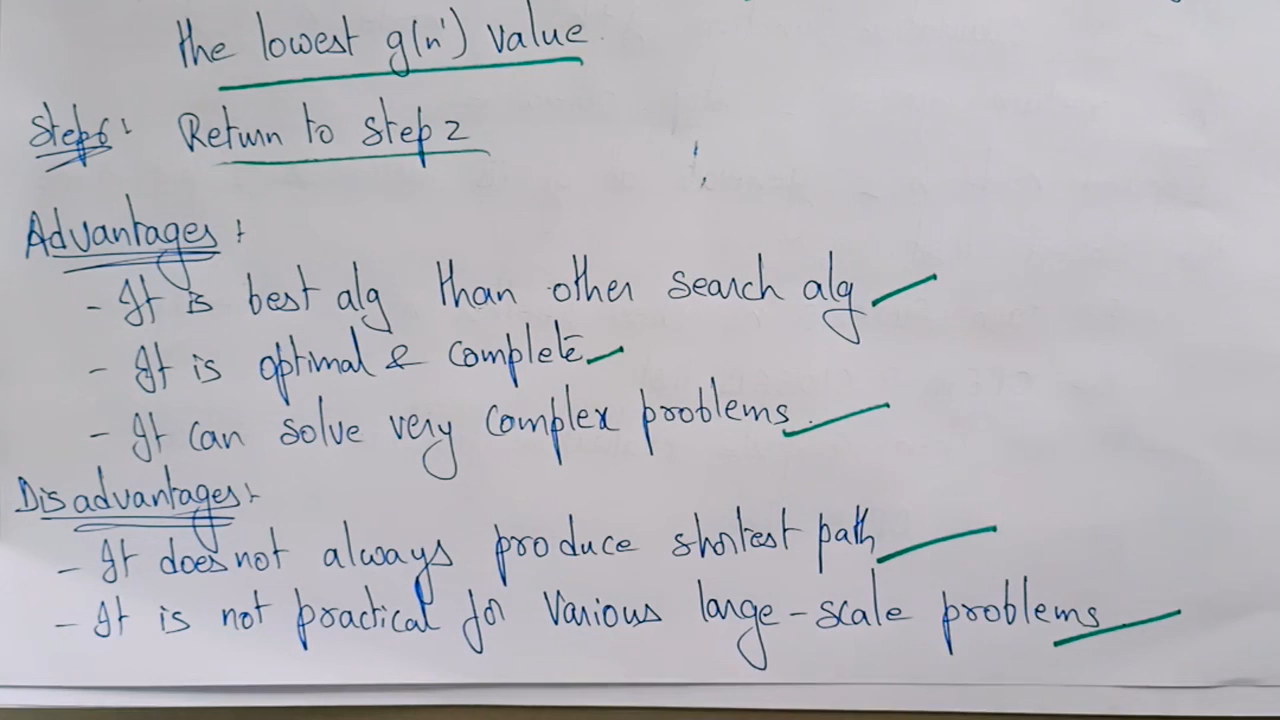 the lowest g(n') value
Step6: Return to step 2
Advantages:
- It is best alg than other search alg
- It is optimal & complete
- It can solve very complex problems.
Disadvantages:
- It does not always produce shortest path
- It is not practical for various large-scale problems